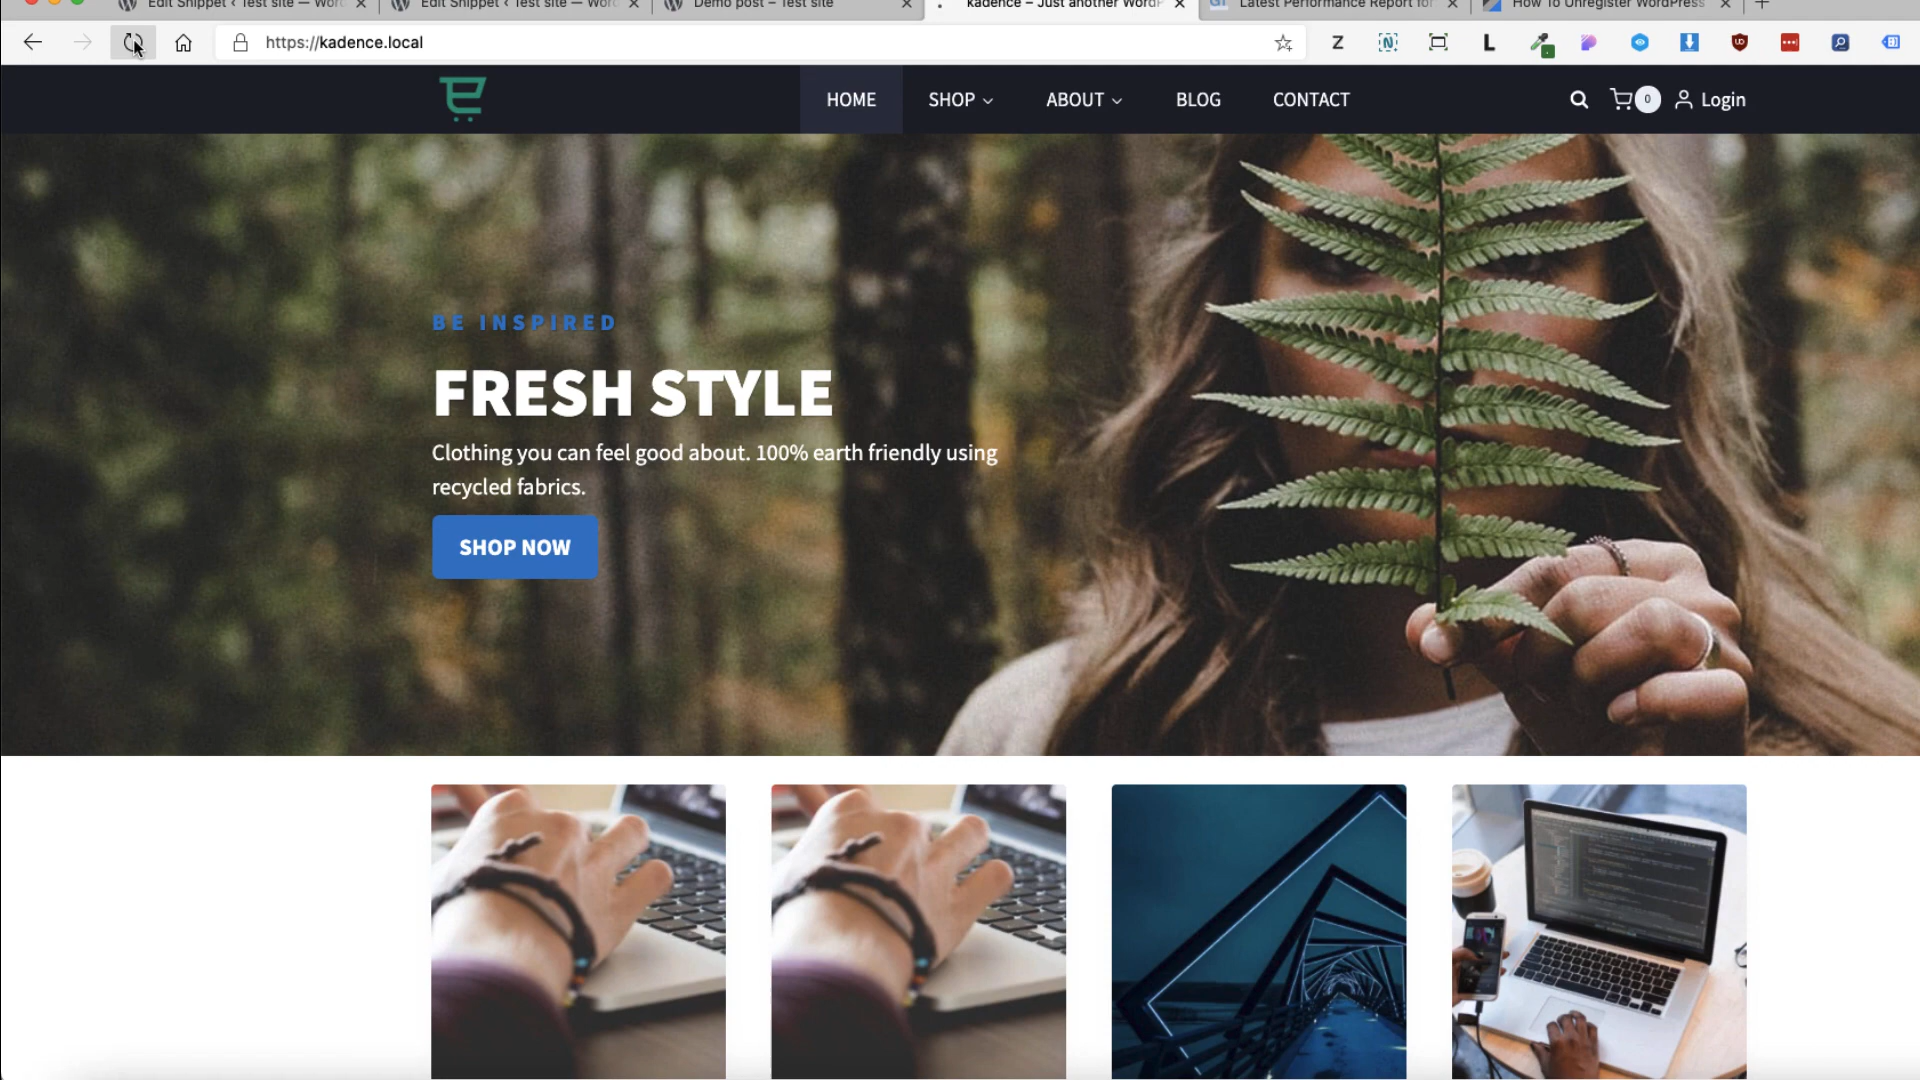 Edit Snippet ‹ Test site — Wor
Edit Snippet ‹ Test site — Wor
Demo post – Test site
kadence – Just another WordP
Latest Performance Report for
How To Unregister WordPress
https://kadence.local
HOME
SHOP
ABOUT
BLOG
CONTACT
0
Login
BE INSPIRED
FRESH STYLE
Clothing you can feel good about. 100% earth friendly using
recycled fabrics.
SHOP NOW